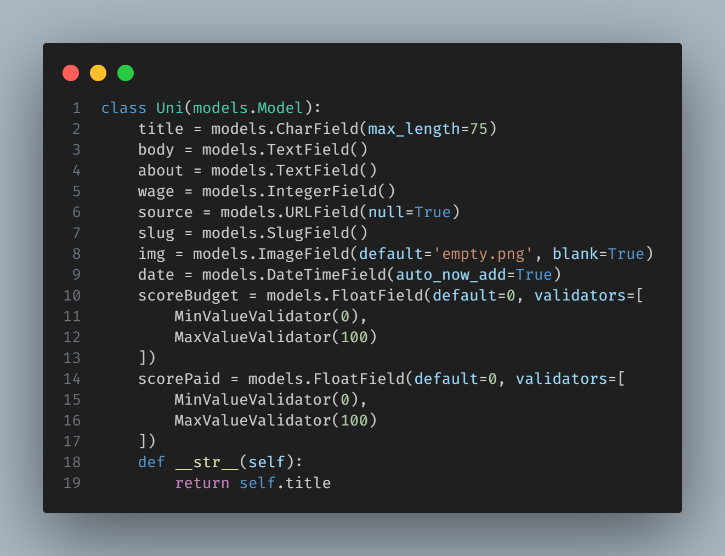 1 class Uni(models.Model):
2     title = models.CharField(max_length=75)
3     body = models.TextField()
4     about = models.TextField()
5     wage = models.IntegerField()
6     source = models.URLField(null=True)
7     slug = models.SlugField()
8     img = models.ImageField(default='empty.png', blank=True)
9     date = models.DateTimeField(auto_now_add=True)
10     scoreBudget = models.FloatField(default=0, validators=[
11         MinValueValidator(0),
12         MaxValueValidator(100)
13     ])
14     scorePaid = models.FloatField(default=0, validators=[
15         MinValueValidator(0),
16         MaxValueValidator(100)
17     ])
18     def __str__(self):
19         return self.title